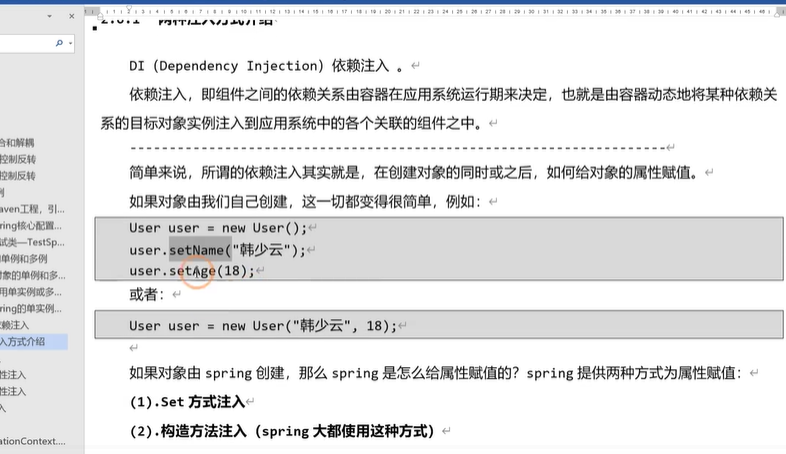 合和解耦
控制反转
控制反转
例
aven工程，引...
ring核心配置...
试类—TestSp...
单例和多例
对象的单例和多...
用单实例或多...
ring的单实例...
依赖注入
入方式介绍
性注入
性注入
入
ationContext....
2.6.1 两种注入方式介绍
DI（Dependency Injection）依赖注入 。
依赖注入，即组件之间的依赖关系由容器在应用系统运行期来决定，也就是由容器动态地将某种依赖关
系的目标对象实例注入到应用系统中的各个关联的组件之中。
--------------------------------------------------------------------
简单来说，所谓的依赖注入其实就是，在创建对象的同时或之后，如何给对象的属性赋值。
如果对象由我们自己创建，这一切都变得很简单，例如：
User user = new User();
user.setName("韩少云");
user.setAge(18);
或者：
User user = new User("韩少云", 18);
如果对象由 spring 创建，那么 spring 是怎么给属性赋值的？spring 提供两种方式为属性赋值：
(1).Set 方式注入
(2).构造方法注入（spring 大都使用这种方式）